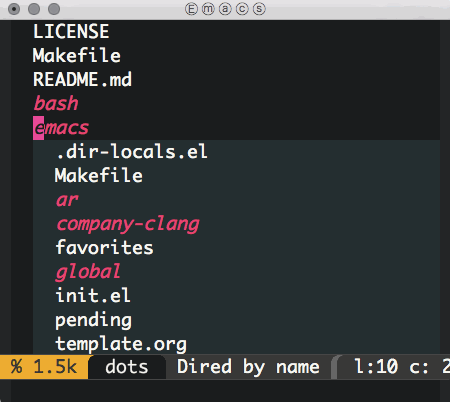 Ⓔⓜⓐⓒⓢ
LICENSE
Makefile
README.md
bash
emacs
.dir-locals.el
Makefile
ar
company-clang
favorites
global
init.el
pending
template.org
% 1.5k dots Dired by name l:10 c: 2